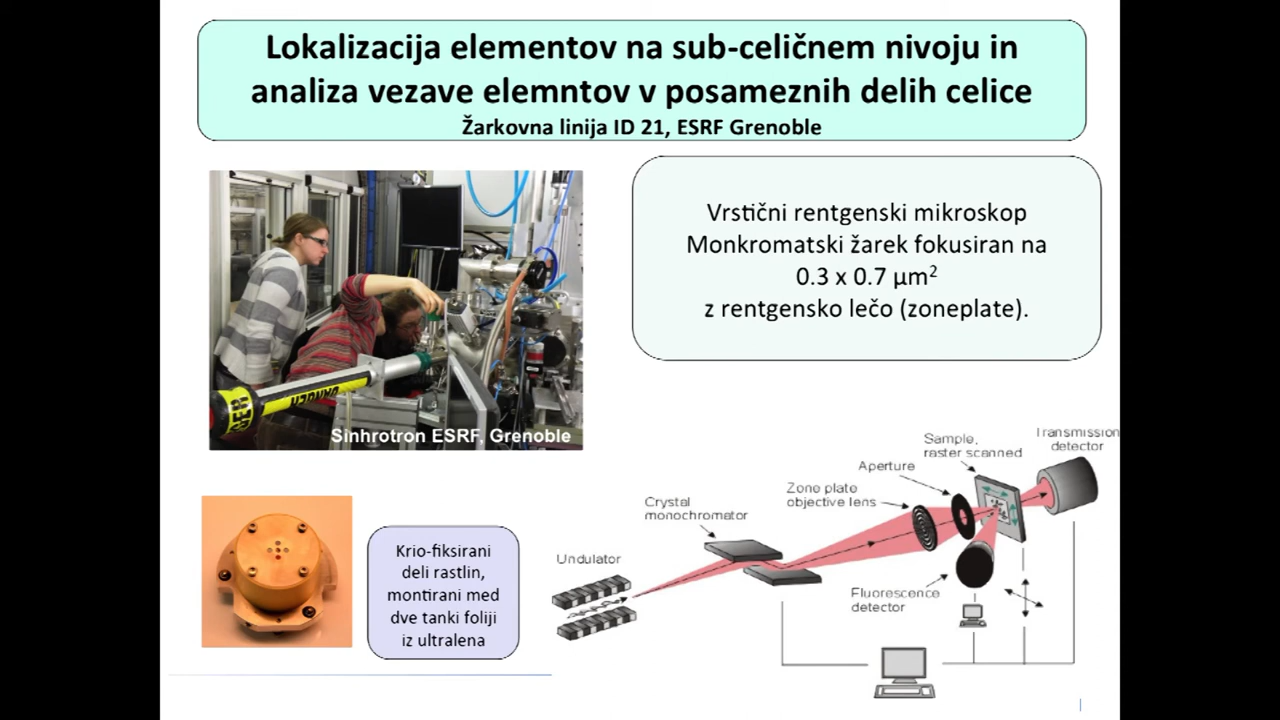 Lokalizacija elementov na sub-celičnem nivoju in
analiza vezave elemntov v posameznih delih celice
Žarkovna linija ID 21, ESRF Grenoble
Vrstični rentgenski mikroskop
Monkromatski žarek fokusiran na
0.3 x 0.7 µm²
z rentgensko lečo (zoneplate).
Sinhrotron ESRF, Grenoble
Krio-fiksirani
deli rastlin,
montirani med
dve tanki foliji
iz ultralena
Undulator
Crystal
monochromator
Zone plate
objective lens
Aperture
Sample,
raster scanned
Transmission
detector
Fluorescence
detector